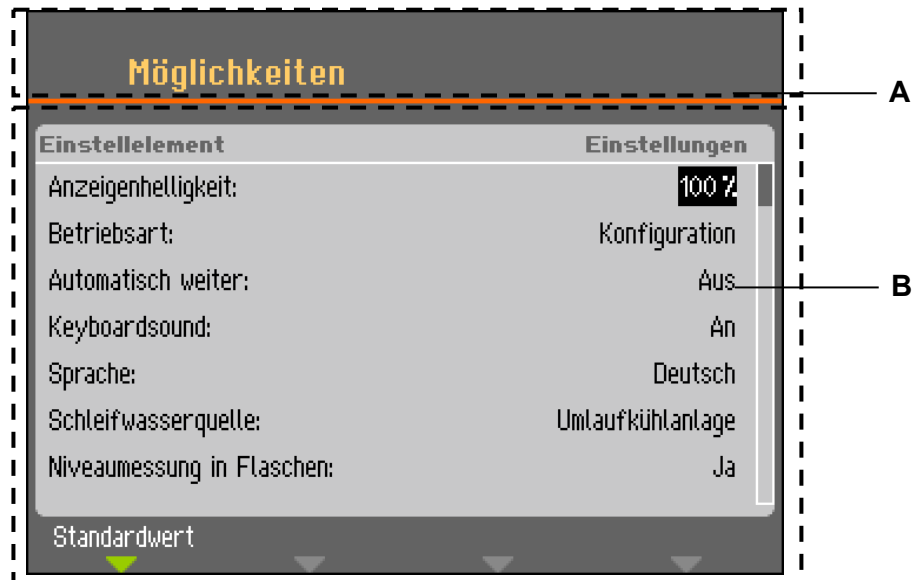 Möglichkeiten
A
Einstellelement Einstellungen
Anzeigenhelligkeit: 100 %
Betriebsart: Konfiguration
Automatisch weiter: Aus
B
Keyboardsound: An
Sprache: Deutsch
Schleifwasserquelle: Umlaufkühlanlage
Niveaumessung in Flaschen: Ja
Standardwert